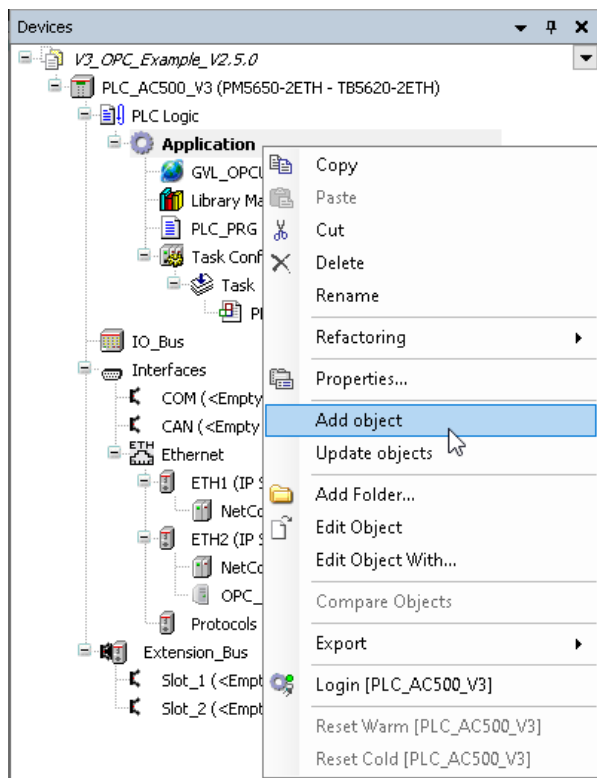 Devices
V3_OPC_Example_V2.5.0
PLC_AC500_V3 (PM5650-2ETH - TB5620-2ETH)
PLC Logic
Application
GVL_OPCU
Library Ma
PLC_PRG
Task Conf
Task
IO_Bus
Interfaces
COM (<Empty
CAN (<Empty
ETH Ethernet
ETH1 (IP
NetCo
ETH2 (IP
NetCo
OPC_
Protocols
Extension_Bus
Slot_1 (<Empt
Slot_2 (<Empt
Copy
Paste
Cut
Delete
Rename
Refactoring
Properties...
Add object
Update objects
Add Folder...
Edit Object
Edit Object With...
Compare Objects
Export
Login [PLC_AC500_V3]
Reset Warm [PLC_AC500_V3]
Reset Cold [PLC_AC500_V3]